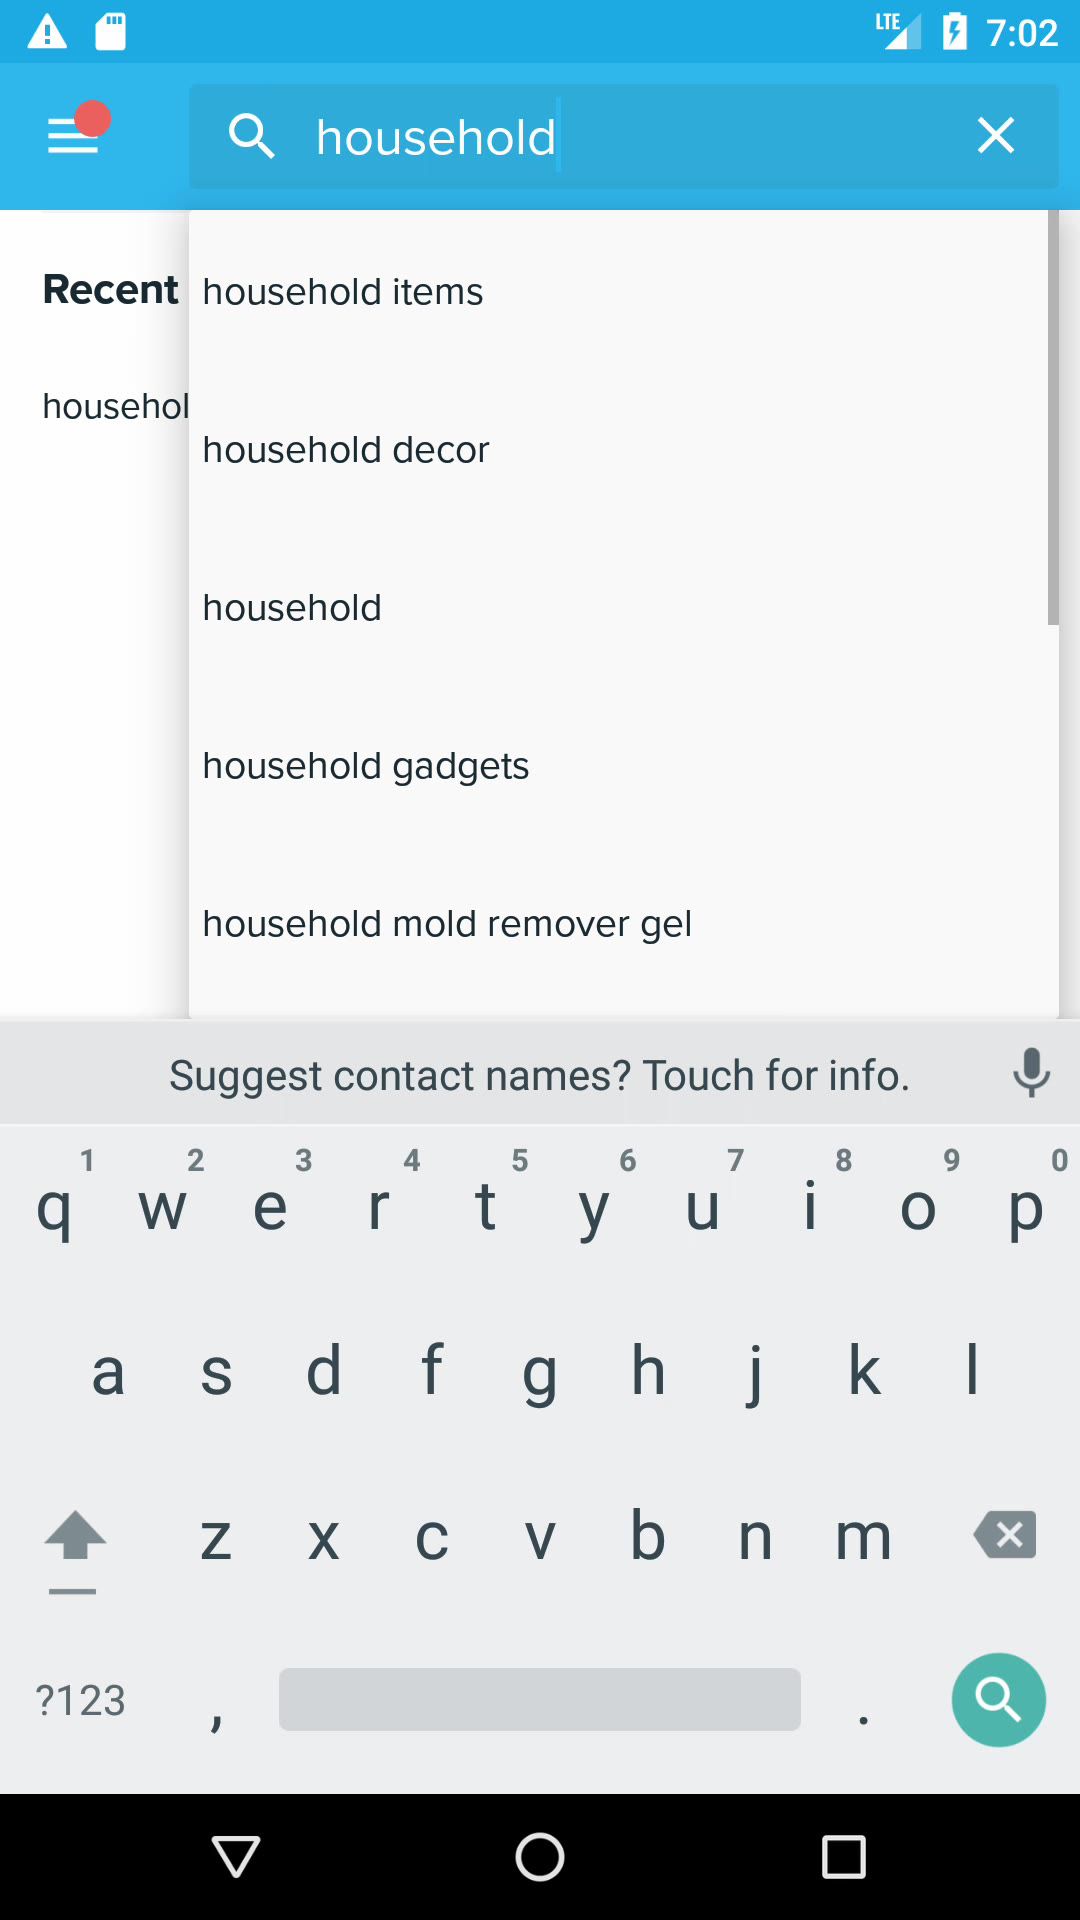 LTE 7:02
household
Recent
househol
household items
household decor
household
household gadgets
household mold remover gel
Suggest contact names? Touch for info.
1 2 3 4 5 6 7 8 9 0
q w e r t y u i o p
a s d f g h j k l
z x c v b n m
?123 , .